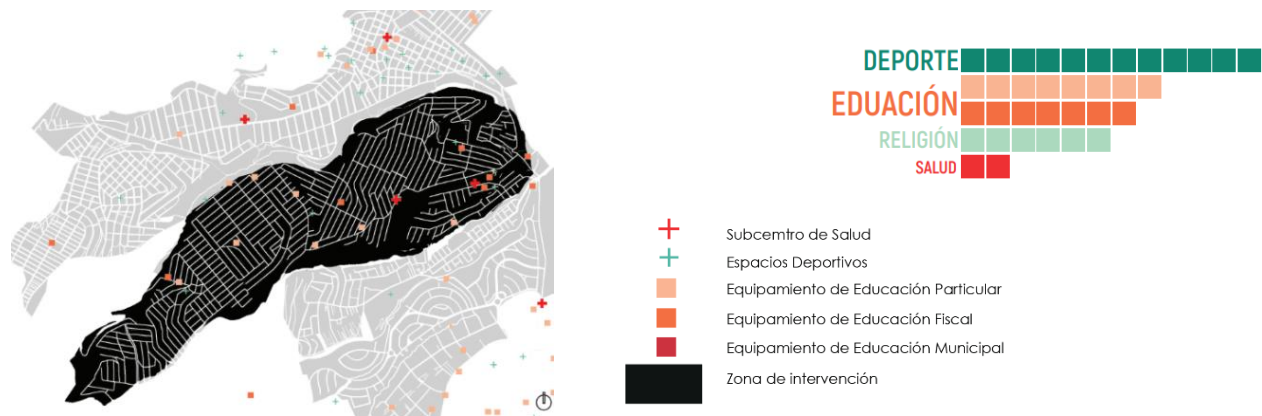 DEPORTE
EDUACIÓN
RELIGIÓN
SALUD
Subcemtro de Salud
Espacios Deportivos
Equipamiento de Educación Particular
Equipamiento de Educación Fiscal
Equipamiento de Educación Municipal
Zona de intervención